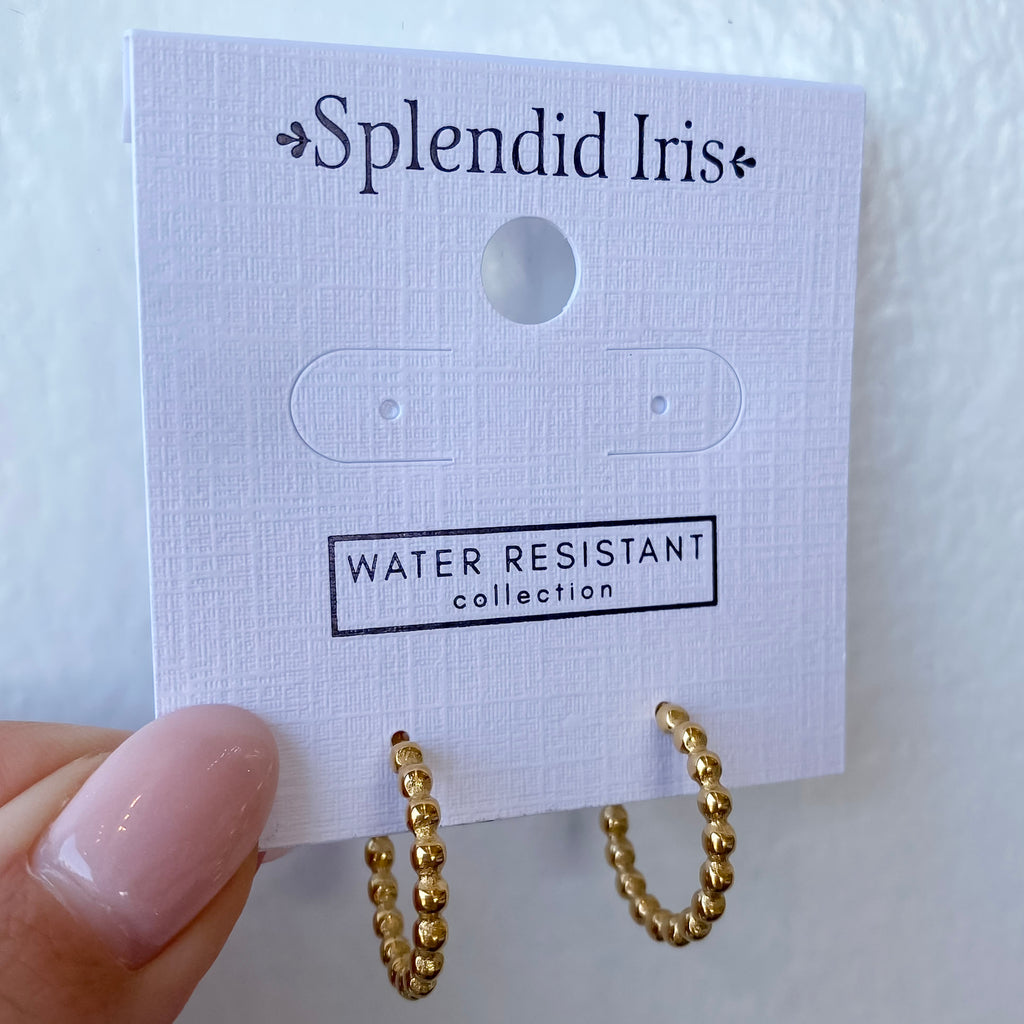 Splendid Iris
WATER RESISTANT
collection